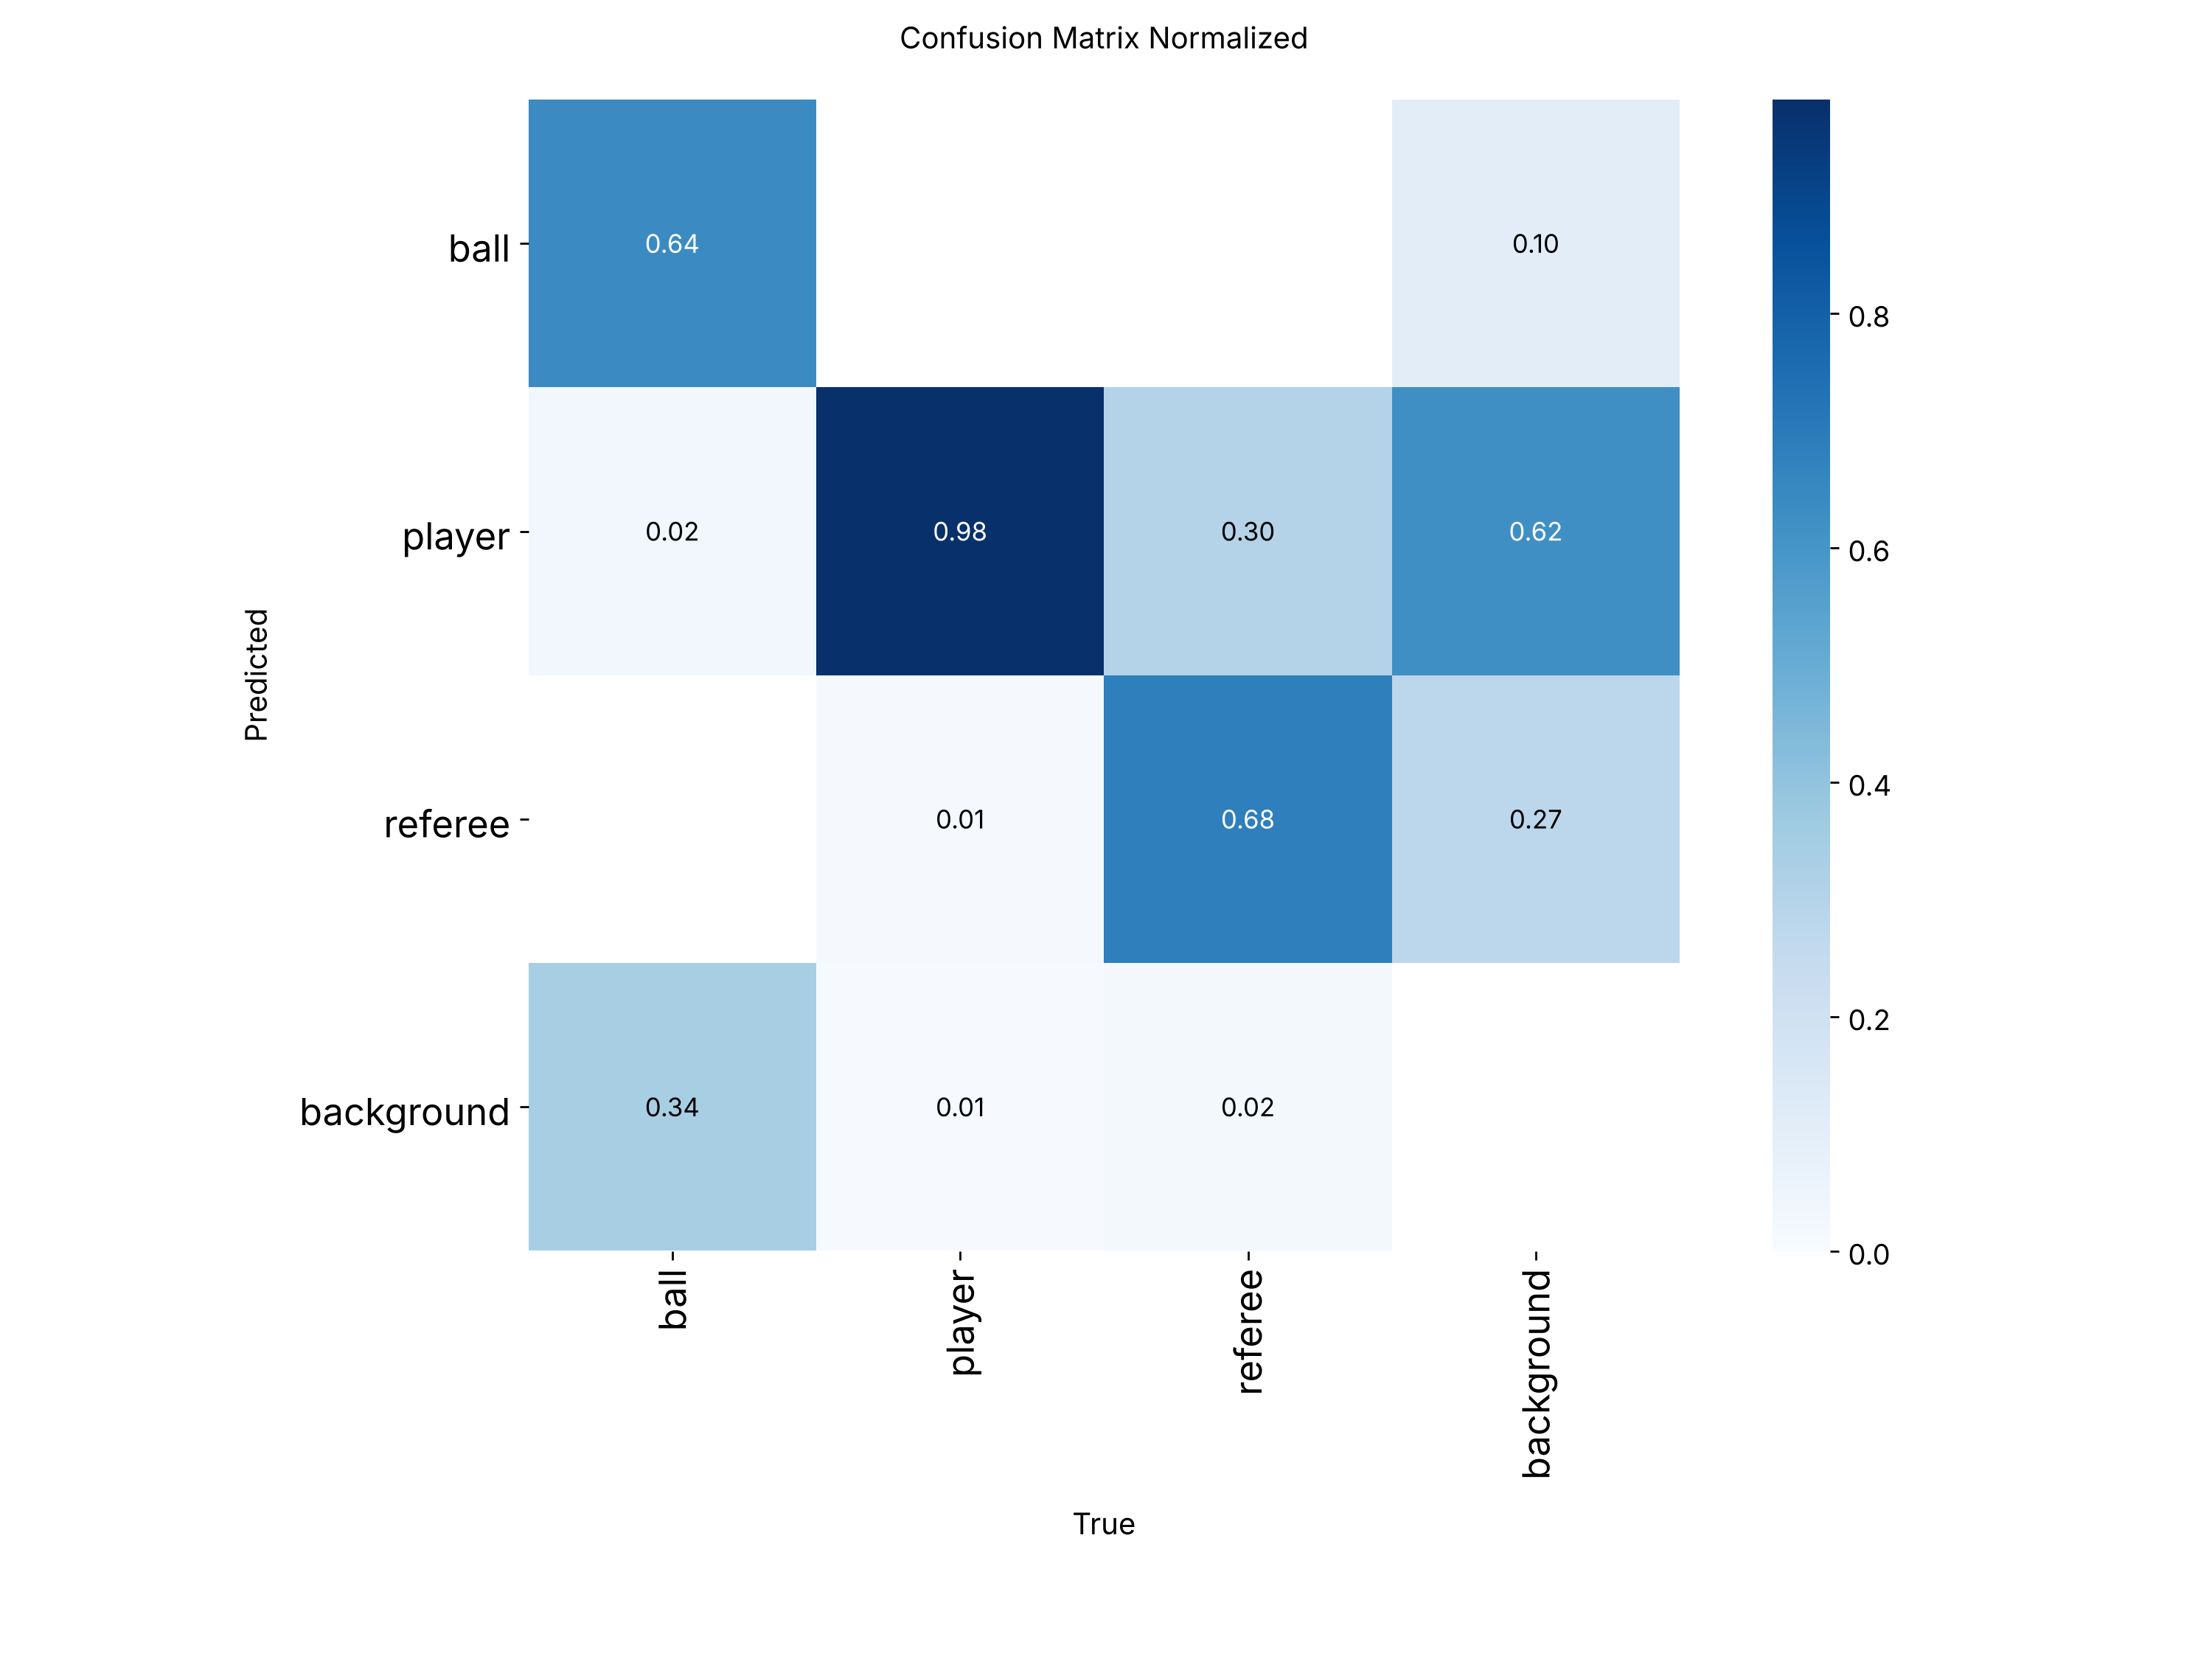 Confusion Matrix Normalized
ball
0.64
0.10
player
0.02
0.98
0.30
0.62
referee
0.01
0.68
0.27
background
0.34
0.01
0.02
ball
player
referee
background
Predicted
True
0.8
0.6
0.4
0.2
0.0